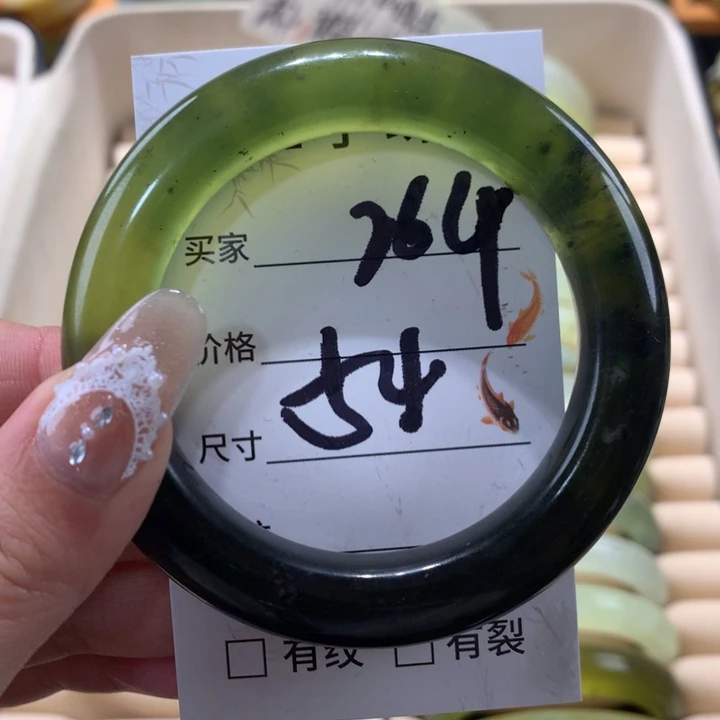 买家 764
价格
尺寸 54
□ 有纹 □ 有裂